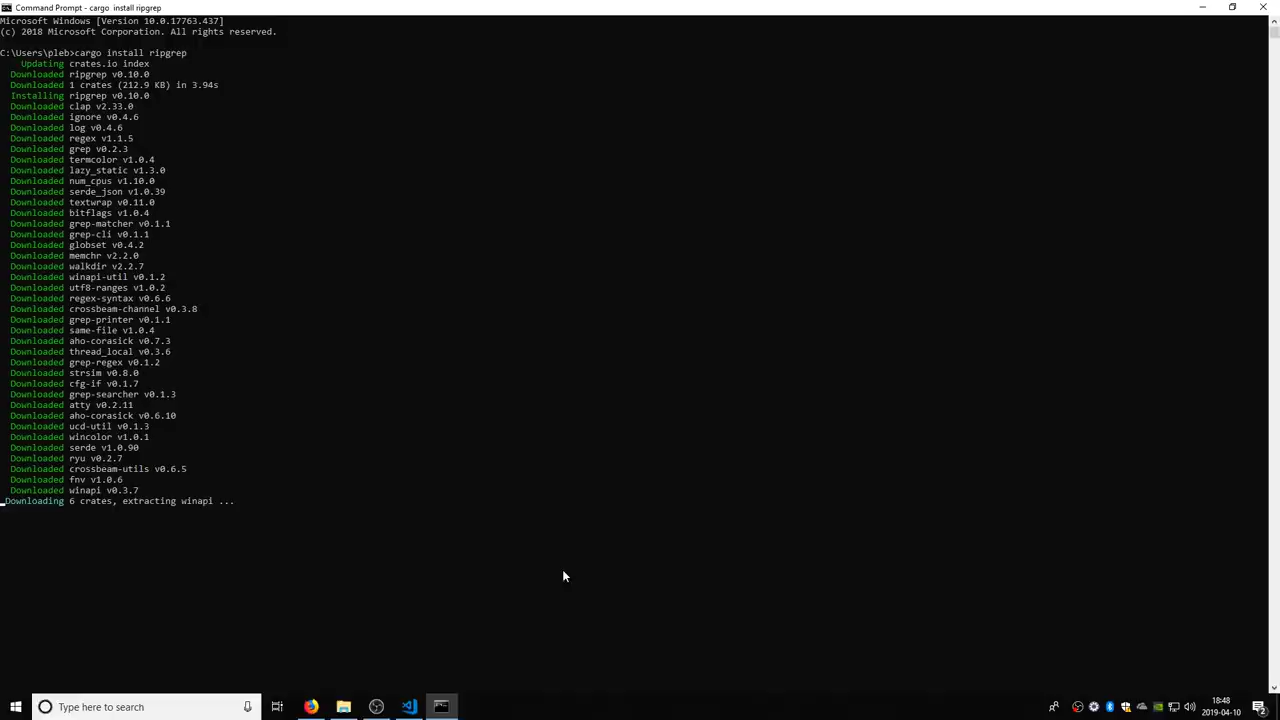 Command Prompt - cargo  install ripgrep
Microsoft Windows [Version 10.0.17763.437]
(c) 2018 Microsoft Corporation. All rights reserved.
C:\Users\pleb>cargo install ripgrep
Updating crates.io index
Downloaded ripgrep v0.10.0
Downloaded 1 crates (212.9 KB) in 3.94s
Installing ripgrep v0.10.0
Downloaded clap v2.33.0
Downloaded ignore v0.4.6
Downloaded log v0.4.6
Downloaded regex v1.1.5
Downloaded grep v0.2.3
Downloaded termcolor v1.0.4
Downloaded lazy_static v1.3.0
Downloaded num_cpus v1.10.0
Downloaded serde_json v1.0.39
Downloaded textwrap v0.11.0
Downloaded bitflags v1.0.4
Downloaded grep-matcher v0.1.1
Downloaded grep-cli v0.1.1
Downloaded globset v0.4.2
Downloaded memchr v2.2.0
Downloaded walkdir v2.2.7
Downloaded winapi-util v0.1.2
Downloaded utf8-ranges v1.0.2
Downloaded regex-syntax v0.6.6
Downloaded crossbeam-channel v0.3.8
Downloaded grep-printer v0.1.1
Downloaded same-file v1.0.4
Downloaded aho-corasick v0.7.3
Downloaded thread_local v0.3.6
Downloaded grep-regex v0.1.2
Downloaded strsim v0.8.0
Downloaded cfg-if v0.1.7
Downloaded grep-searcher v0.1.3
Downloaded atty v0.2.11
Downloaded aho-corasick v0.6.10
Downloaded ucd-util v0.1.3
Downloaded wincolor v1.0.1
Downloaded serde v1.0.90
Downloaded ryu v0.2.7
Downloaded crossbeam-utils v0.6.5
Downloaded fnv v1.0.6
Downloaded winapi v0.3.7
Downloading 6 crates, extracting winapi ...
Type here to search
18:48
2019-04-10
2